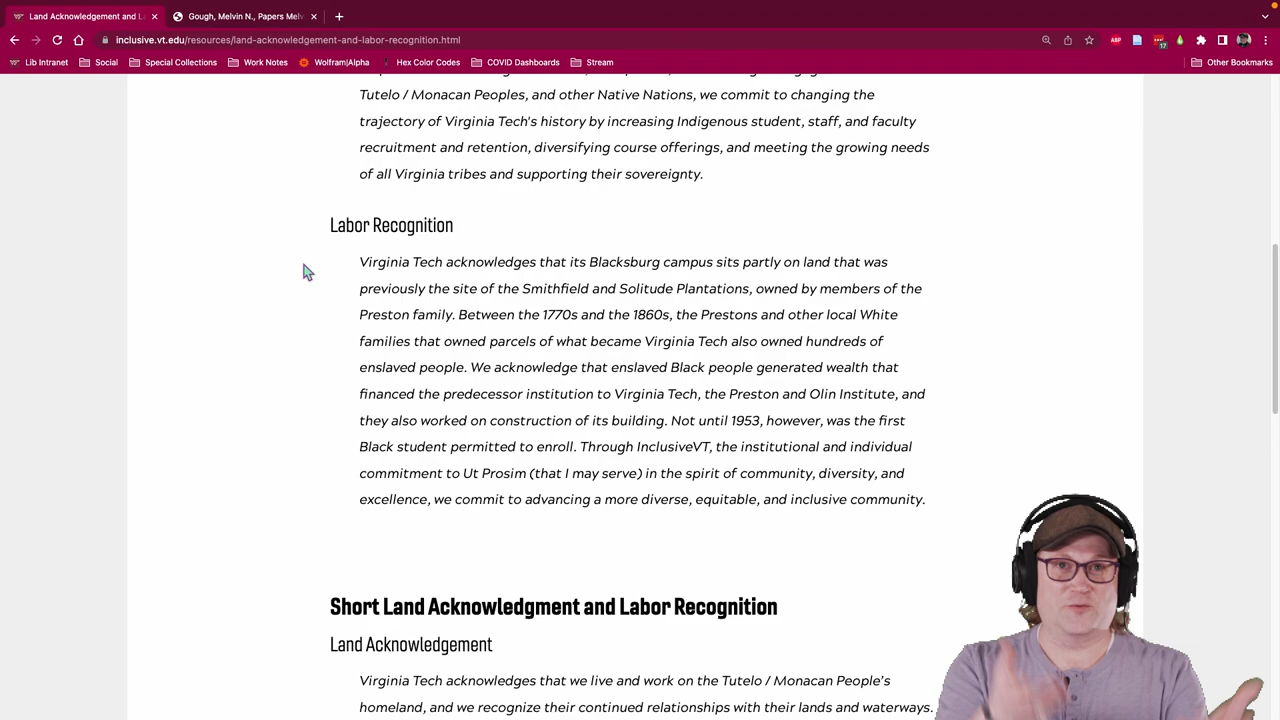 Land Acknowledgement and L
Gough, Melvin N., Papers Mel
inclusive.vt.edu/resources/land-acknowledgement-and-labor-recognition.html
ABP
17
Lib Intranet
Social
Special Collections
Work Notes
Wolfram|Alpha
Hex Color Codes
COVID Dashboards
Stream
Other Bookmarks
Tutelo / Monacan Peoples, and other Native Nations, we commit to changing the
trajectory of Virginia Tech's history by increasing Indigenous student, staff, and faculty
recruitment and retention, diversifying course offerings, and meeting the growing needs
of all Virginia tribes and supporting their sovereignty.
Labor Recognition
Virginia Tech acknowledges that its Blacksburg campus sits partly on land that was
previously the site of the Smithfield and Solitude Plantations, owned by members of the
Preston family. Between the 1770s and the 1860s, the Prestons and other local White
families that owned parcels of what became Virginia Tech also owned hundreds of
enslaved people. We acknowledge that enslaved Black people generated wealth that
financed the predecessor institution to Virginia Tech, the Preston and Olin Institute, and
they also worked on construction of its building. Not until 1953, however, was the first
Black student permitted to enroll. Through InclusiveVT, the institutional and individual
commitment to Ut Prosim (that I may serve) in the spirit of community, diversity, and
excellence, we commit to advancing a more diverse, equitable, and inclusive community.
Short Land Acknowledgment and Labor Recognition
Land Acknowledgement
Virginia Tech acknowledges that we live and work on the Tutelo / Monacan People's
homeland, and we recognize their continued relationships with their lands and waterways.